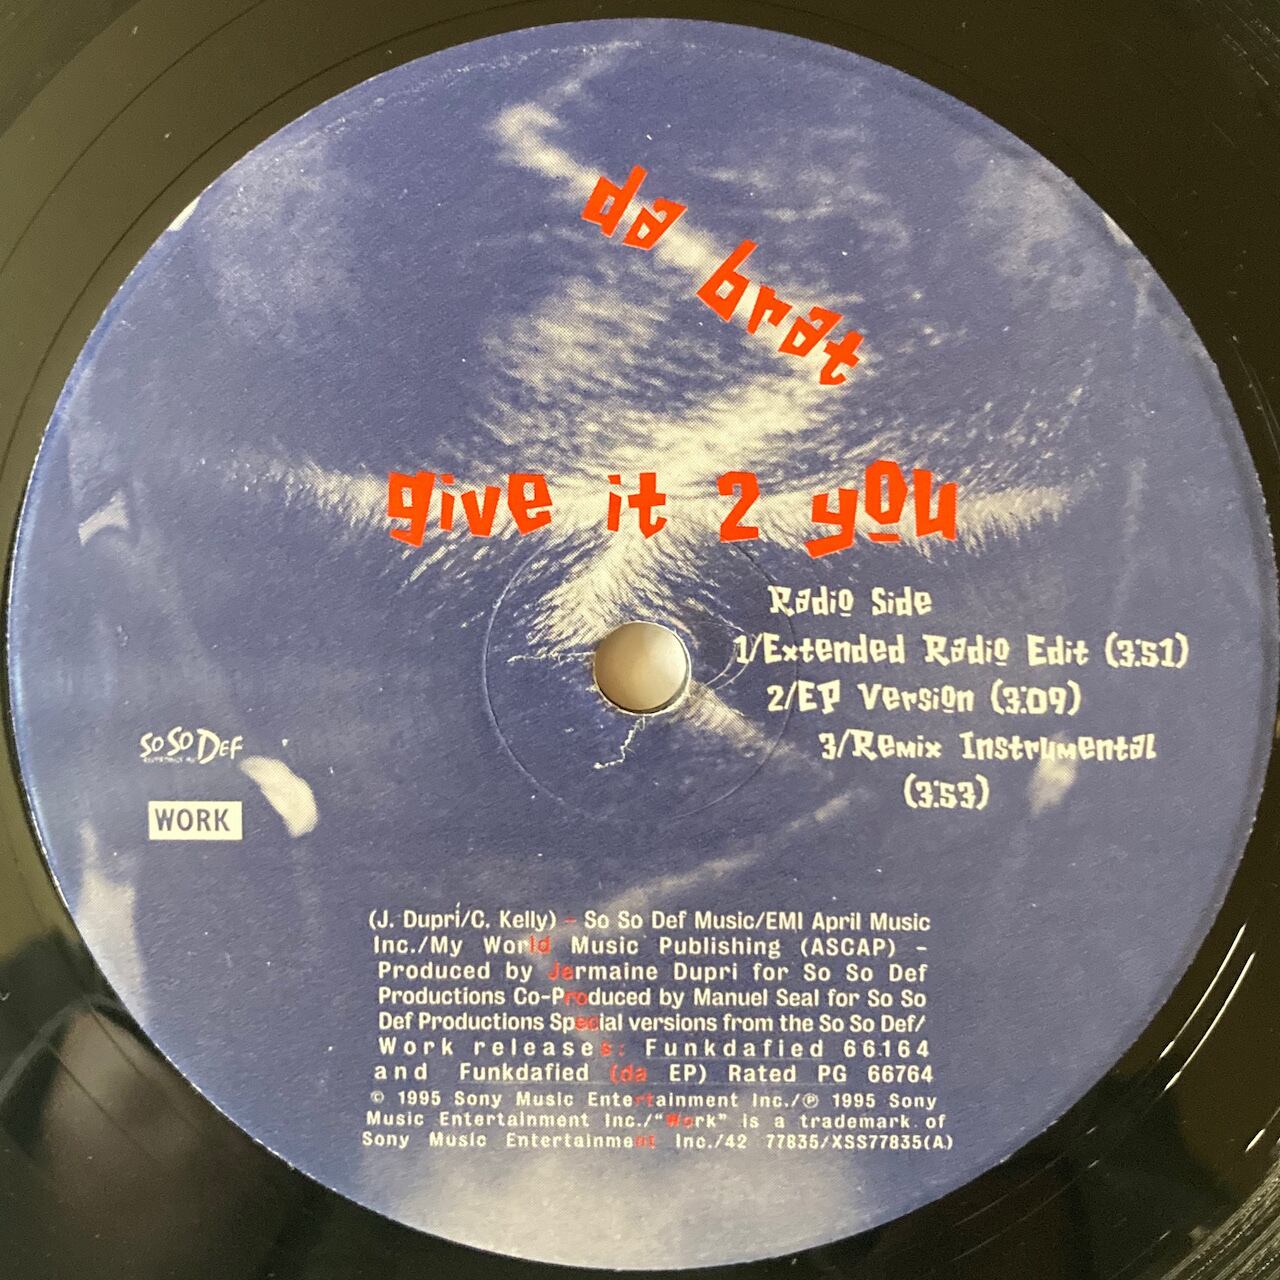 da brat
give it 2 you
Radio Side
1/Extended Radio Edit (3:51)
2/EP Version (3:09)
3/Remix Instrumental
(3:53)
So So Def
WORK
(J. Dupri/C. Kelly) - So So Def Music/EMI April Music
Inc./My World Music Publishing (ASCAP) -
Produced by Jermaine Dupri for So So Def
Productions Co-Produced by Manuel Seal for So So
Def Productions Special versions from the So So Def/
Work releases: Funkdafied 66164
and Funkdafied (da EP) Rated PG 66764
© 1995 Sony Music Entertainment Inc./℗ 1995 Sony
Music Entertainment Inc./"Work" is a trademark of
Sony Music Entertainment Inc./42 77835/XSS77835(A)